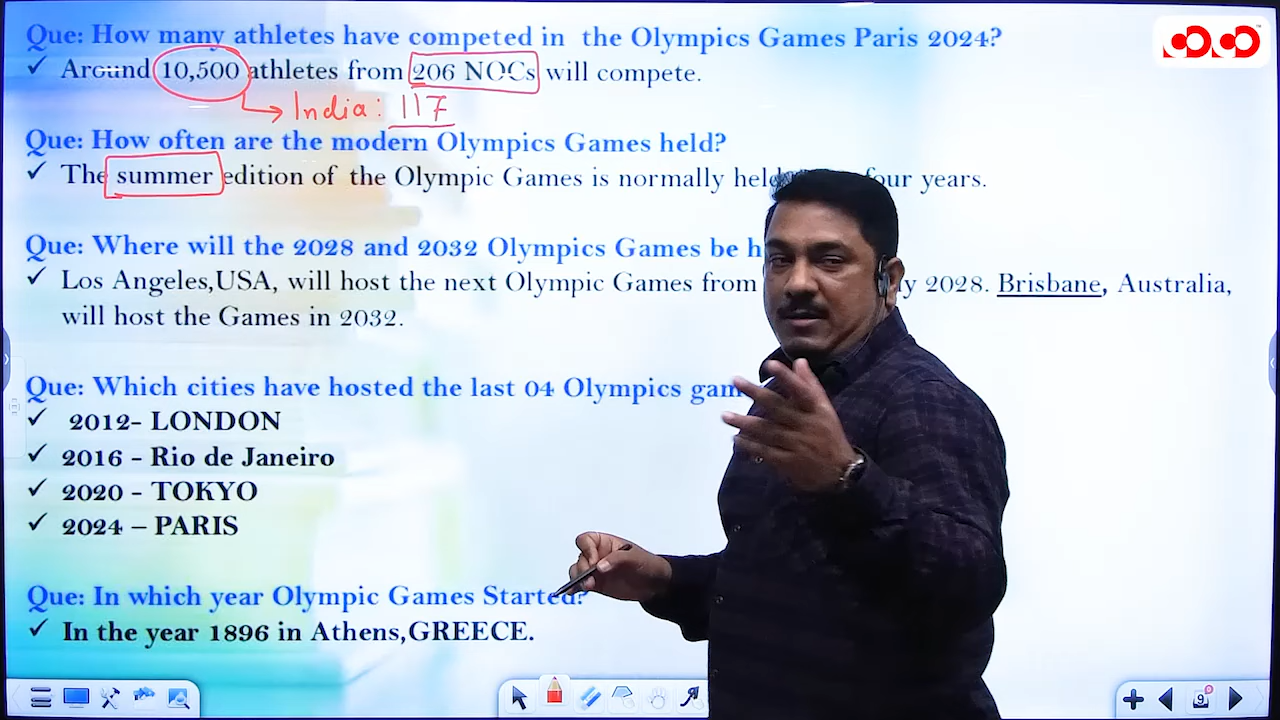 Que: How many athletes have competed in the Olympics Games Paris 2024?
✓ Around 10,500 athletes from 206 NOCs will compete.
India: 117
Que: How often are the modern Olympics Games held?
✓ The summer edition of the Olympic Games is normally held four years.
Que: Where will the 2028 and 2032 Olympics Games be h
✓ Los Angeles,USA, will host the next Olympic Games from y 2028. Brisbane, Australia,
will host the Games in 2032.
Que: Which cities have hosted the last 04 Olympics gam
✓ 2012- LONDON
✓ 2016 - Rio de Janeiro
✓ 2020 - TOKYO
✓ 2024 – PARIS
Que: In which year Olympic Games Started?
✓ In the year 1896 in Athens,GREECE.
9